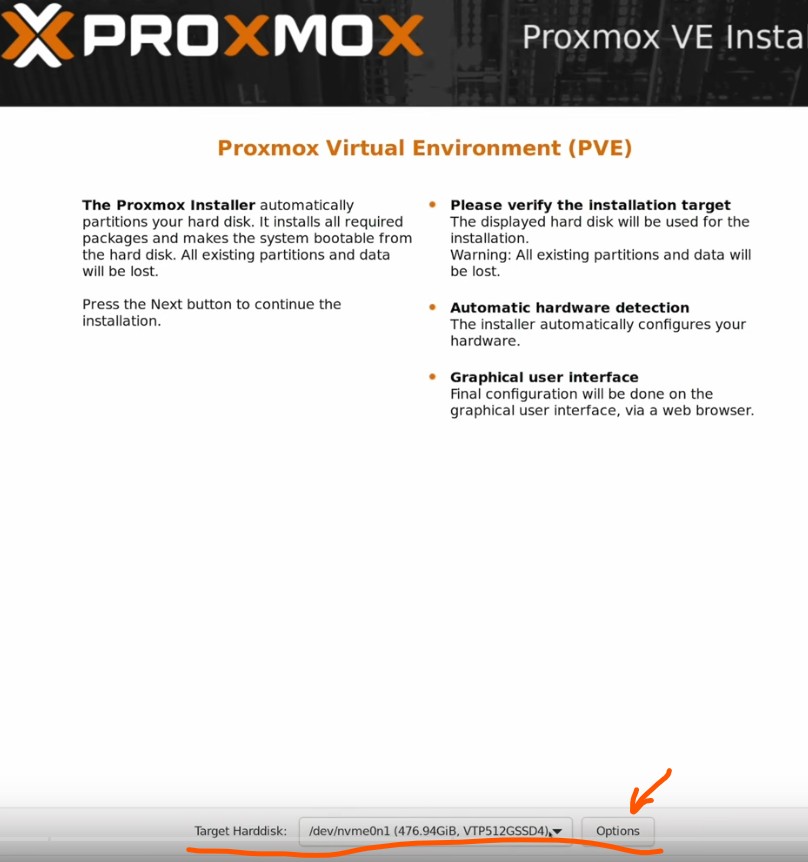 PROXMOX
Proxmox VE Insta
Proxmox Virtual Environment (PVE)
The Proxmox Installer automatically
partitions your hard disk. It installs all required
packages and makes the system bootable from
the hard disk. All existing partitions and data
will be lost.
Press the Next button to continue the
installation.
Please verify the installation target
The displayed hard disk will be used for the
installation.
Warning: All existing partitions and data will
be lost.
Automatic hardware detection
The installer automatically configures your
hardware.
Graphical user interface
Final configuration will be done on the
graphical user interface, via a web browser.
Target Harddisk: /dev/nvme0n1 (476.94GiB, VTP512GSSD4) Options